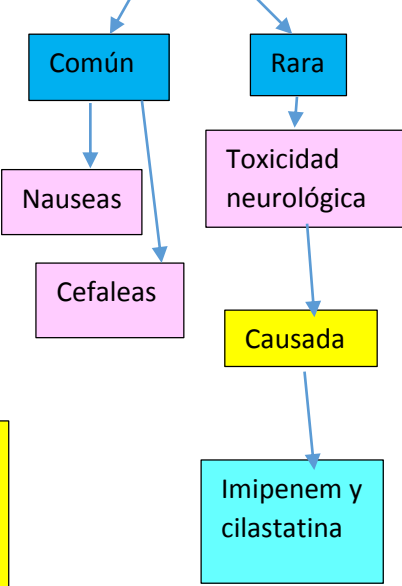 Común
Rara
Nauseas
Toxicidad
neurológica
Cefaleas
Causada
Imipenem y
cilastatina